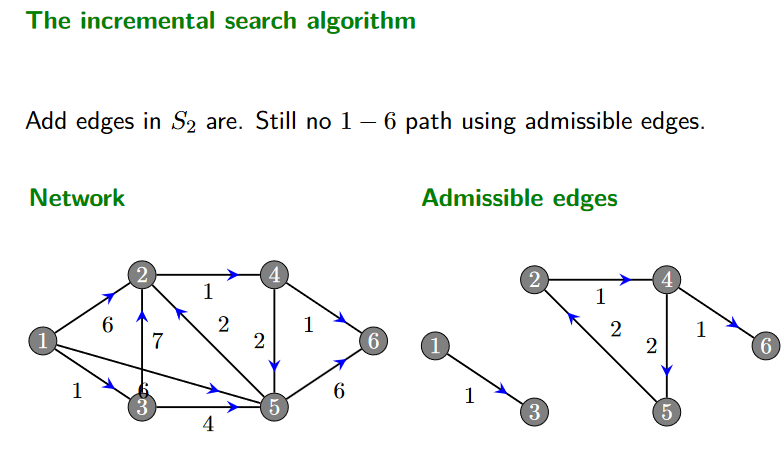 The incremental search algorithm
Add edges in S₂ are. Still no 1 − 6 path using admissible edges.
Network Admissible edges
2 4 2 4
1 1
6 2 1 2 1
1 7 2 6 1 2 6
1 6 6 1
3 5 3 5
4